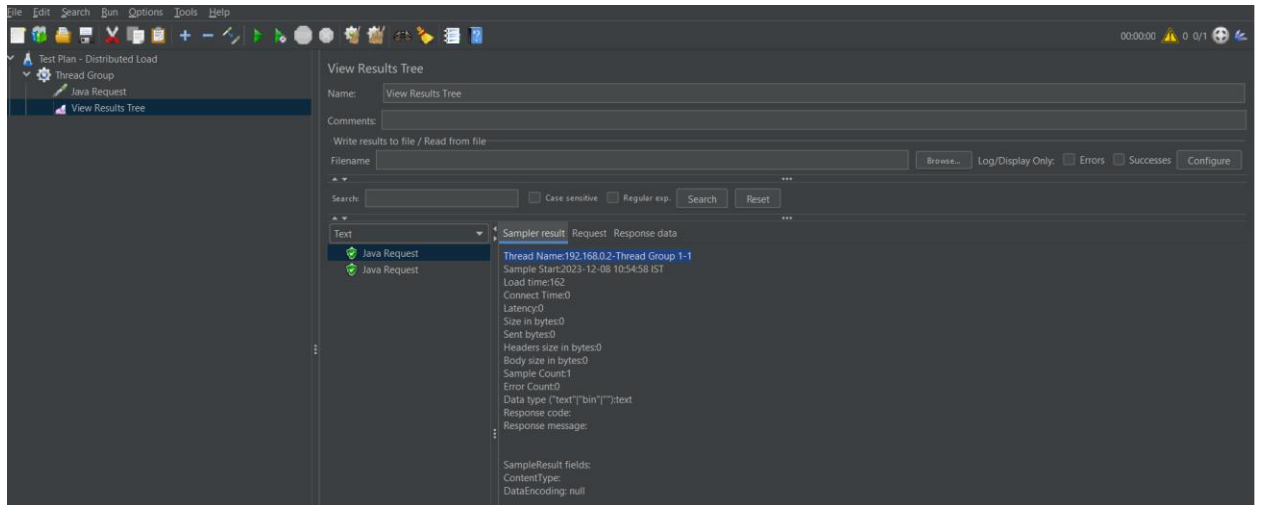 File Edit Search Run Options Tools Help
00:00:00 0 0/1
Test Plan - Distributed Load
Thread Group
Java Request
View Results Tree
View Results Tree
Name: View Results Tree
Comments:
Write results to file / Read from file
Filename Browse... Log/Display Only: Errors Successes Configure
Search: Case sensitive Regular exp. Search Reset
Text
Java Request
Java Request
Sampler result Request Response data
Thread Name:192.168.0.2-Thread Group 1-1
Sample Start:2023-12-08 10:54:58 IST
Load time:162
Connect Time:0
Latency:0
Size in bytes:0
Sent bytes:0
Headers size in bytes:0
Body size in bytes:0
Sample Count:1
Error Count:0
Data type ("text"|"bin"|""):text
Response code:
Response message:
SampleResult fields:
ContentType:
DataEncoding: null